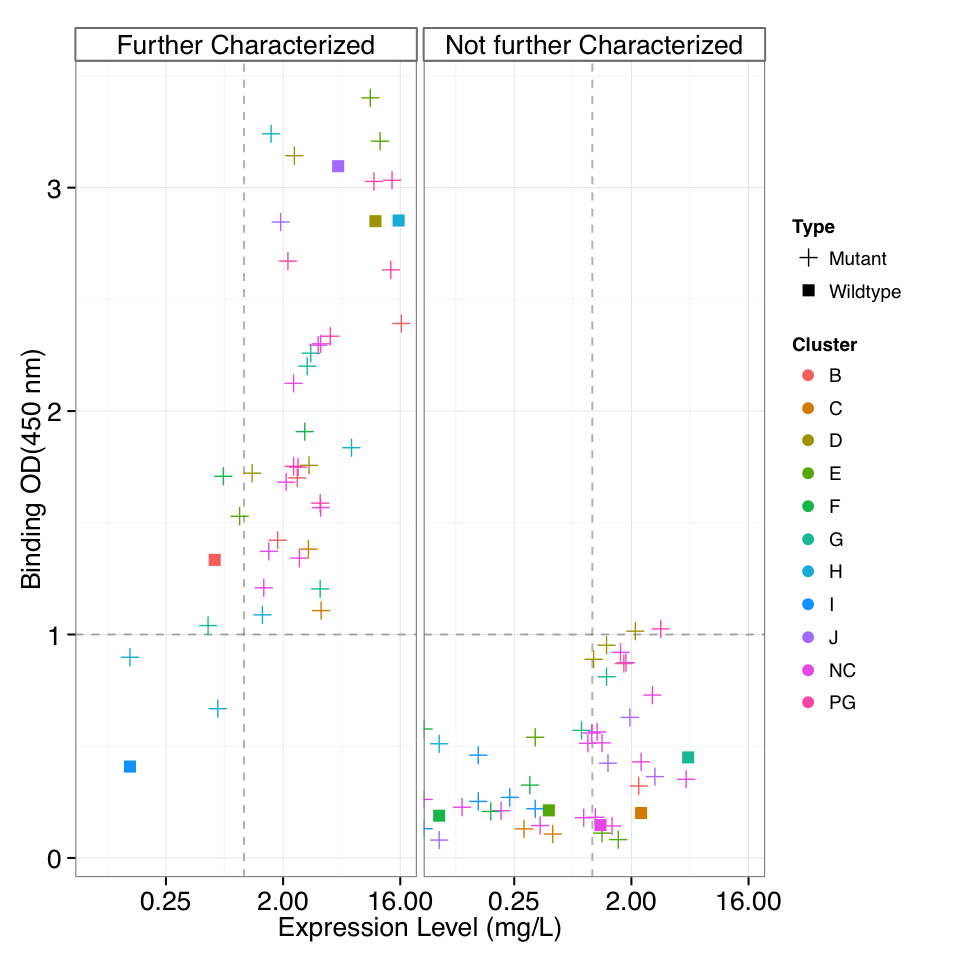 Further Characterized
Not further Characterized
Binding OD(450 nm)
3
2
1
0
0.25
2.00
16.00
0.25
2.00
16.00
Expression Level (mg/L)
Type
Mutant
Wildtype
Cluster
B
C
D
E
F
G
H
I
J
NC
PG